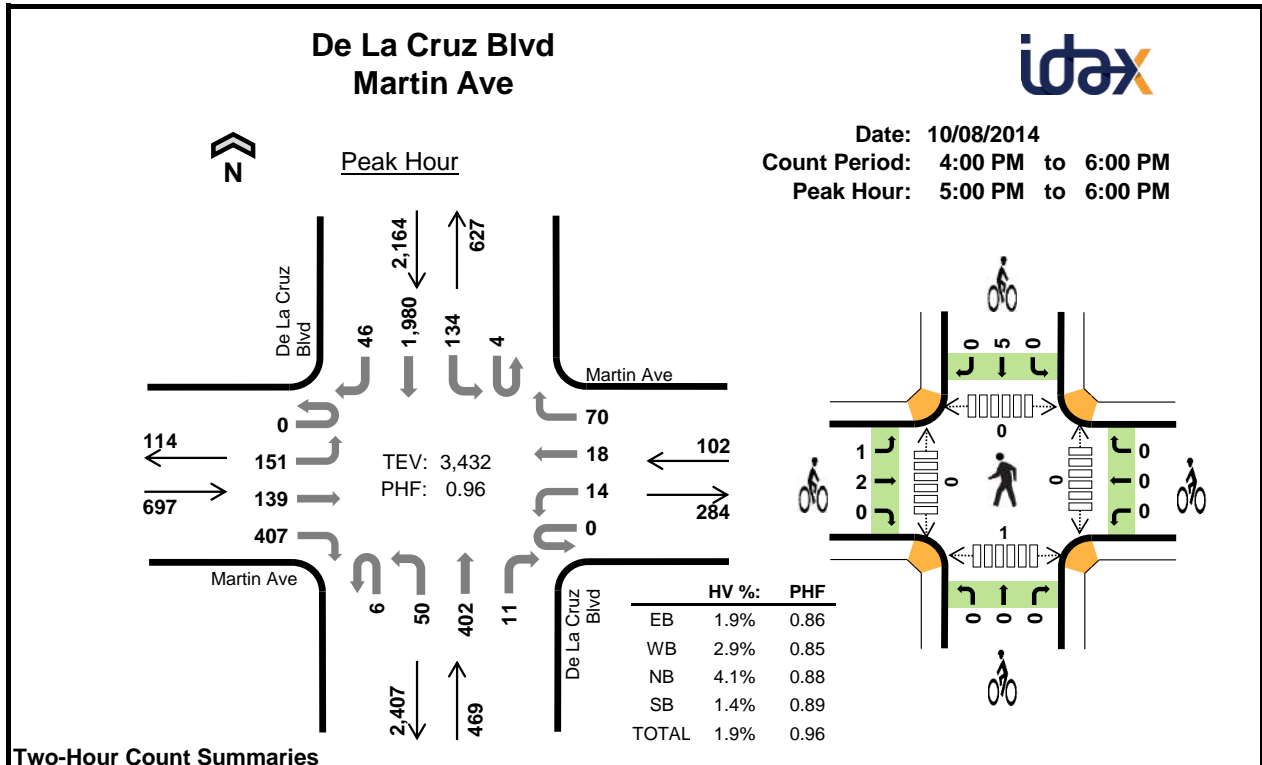 De La Cruz Blvd
Martin Ave
idax
Date: 10/08/2014
Count Period: 4:00 PM to 6:00 PM
Peak Hour: 5:00 PM to 6:00 PM
N
Peak Hour
2,164
627
De La Cruz
Blvd
46
1,980
134
4
Martin Ave
0
151
139
407
114
697
TEV: 3,432
PHF: 0.96
70
18
14
0
102
284
Martin Ave
6
50
402
11
De La Cruz
Blvd
2,407
469
HV %: PHF
EB 1.9% 0.86
WB 2.9% 0.85
NB 4.1% 0.88
SB 1.4% 0.89
TOTAL 1.9% 0.96
0 5 0
0
1
2
0
0
0
0
0
0
1
0 0 0
Two-Hour Count Summaries